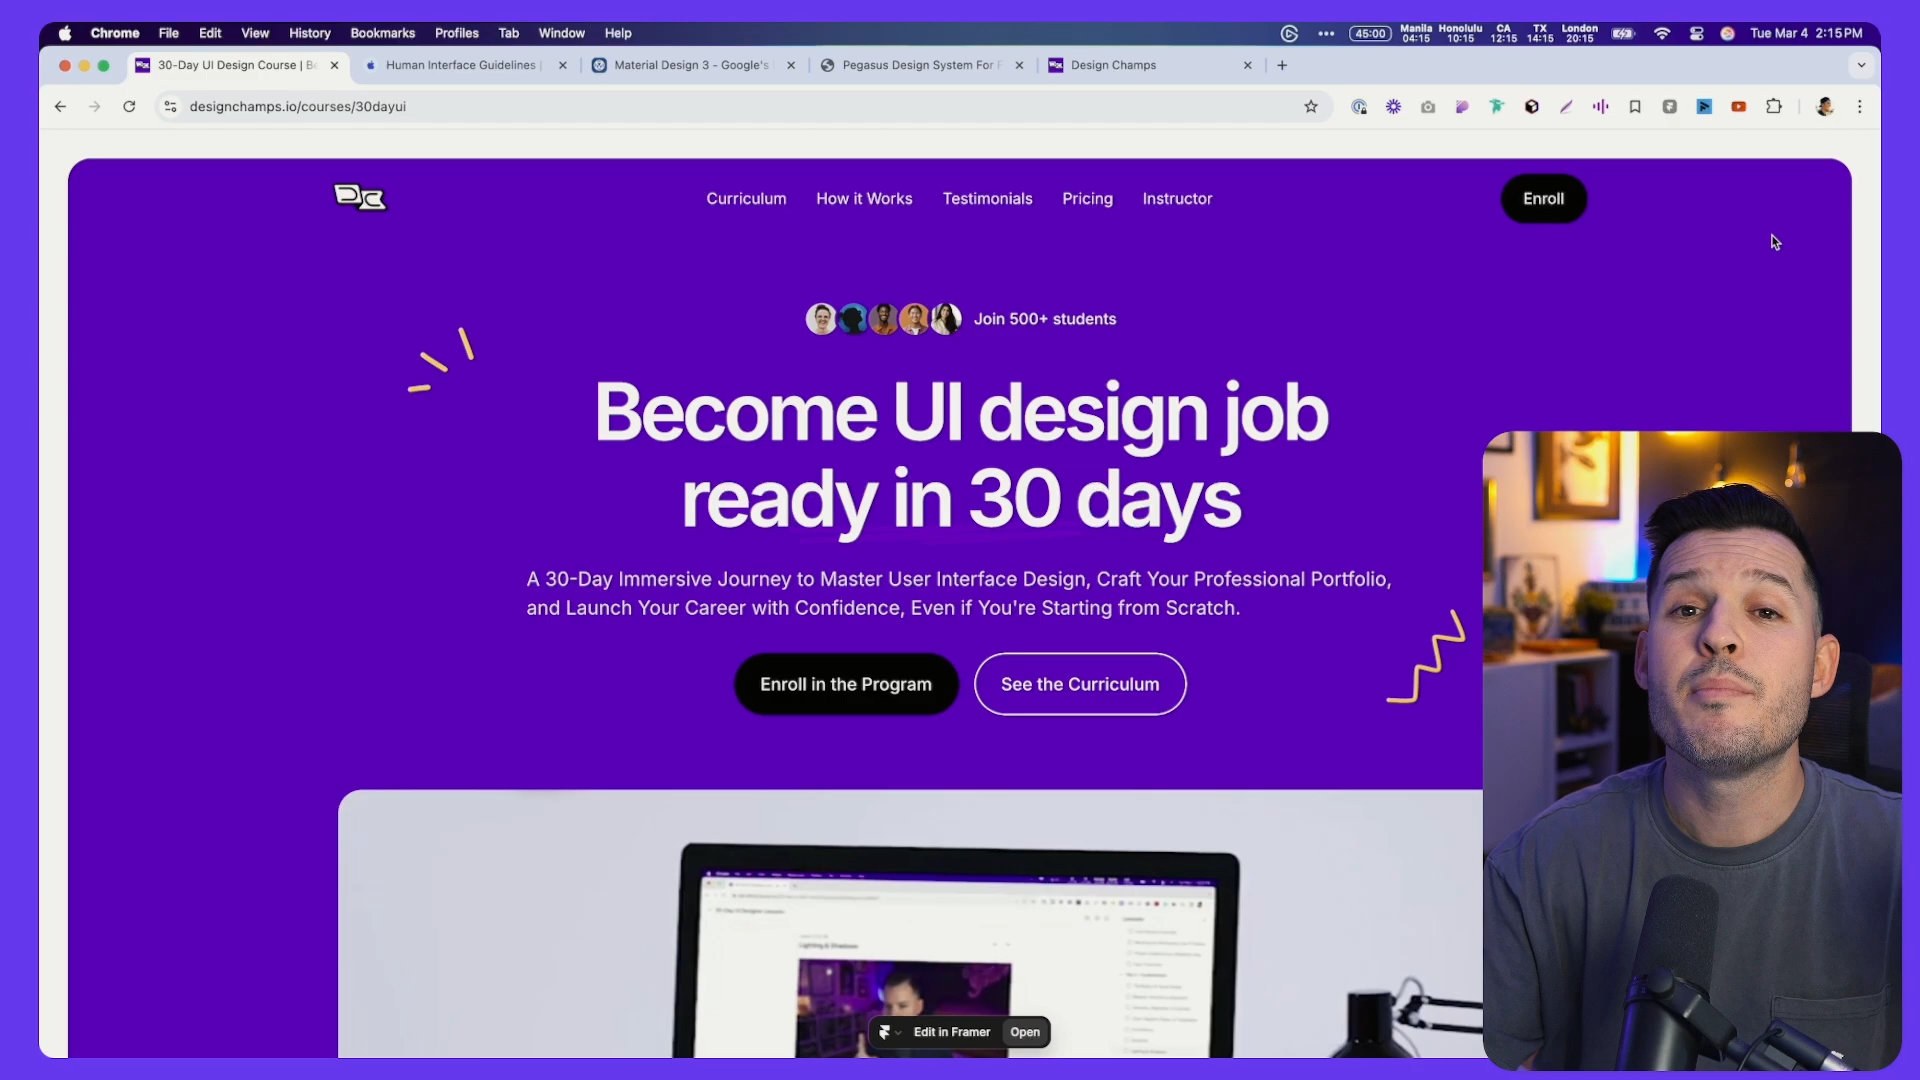 Chrome File Edit View History Bookmarks Profiles Tab Window Help
45:00
Manila Honolulu CA TX London
04:15 10:15 12:15 14:15 20:15
Tue Mar 4 2:15PM
30-Day UI Design Course | Be
Human Interface Guidelines |
Material Design 3 - Google's
Pegasus Design System For F
Design Champs
designchamps.io/courses/30dayui
DC
Curriculum How it Works Testimonials Pricing Instructor
Enroll
Join 500+ students
Become UI design job
ready in 30 days
A 30-Day Immersive Journey to Master User Interface Design, Craft Your Professional Portfolio,
and Launch Your Career with Confidence, Even if You're Starting from Scratch.
Enroll in the Program
See the Curriculum
Lighting & Shadows
Edit in Framer
Open